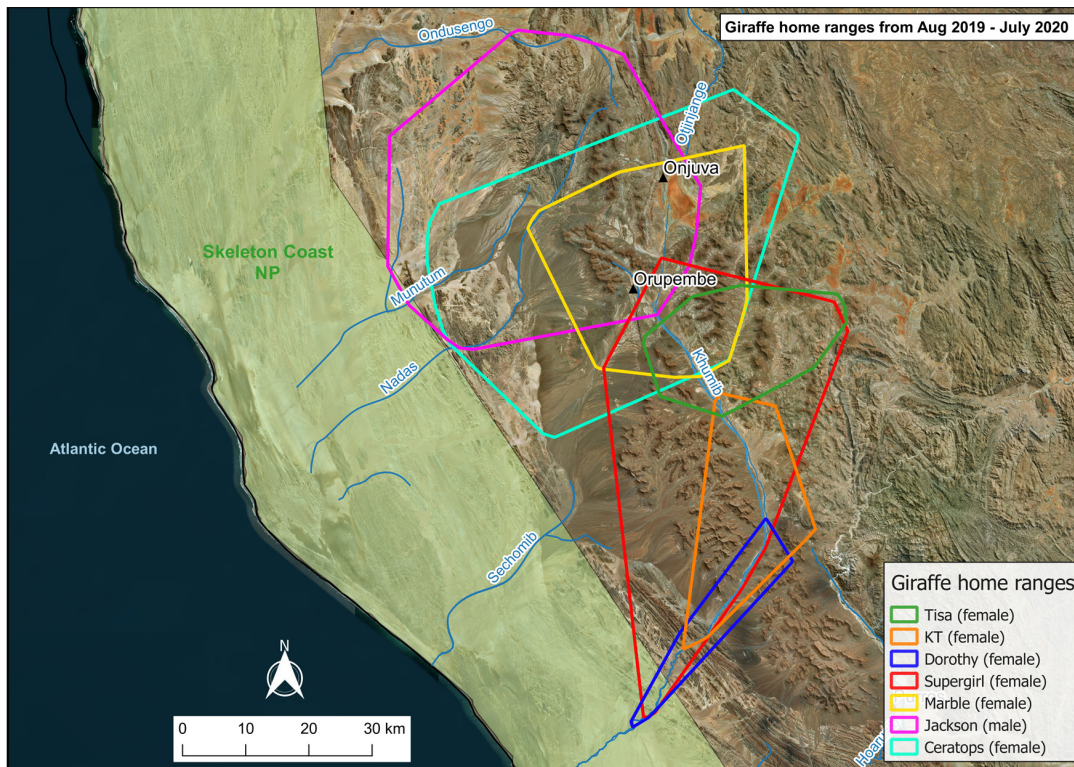 Giraffe home ranges from Aug 2019 - July 2020
Ondusengo
Otjinjange
Onjuva
Skeleton Coast
NP
Orupembe
Munutum
Nadas
Khumib
Atlantic Ocean
Sechomib
N
0 10 20 30 km
Giraffe home ranges
Tisa (female)
KT (female)
Dorothy (female)
Supergirl (female)
Marble (female)
Jackson (male)
Ceratops (female)